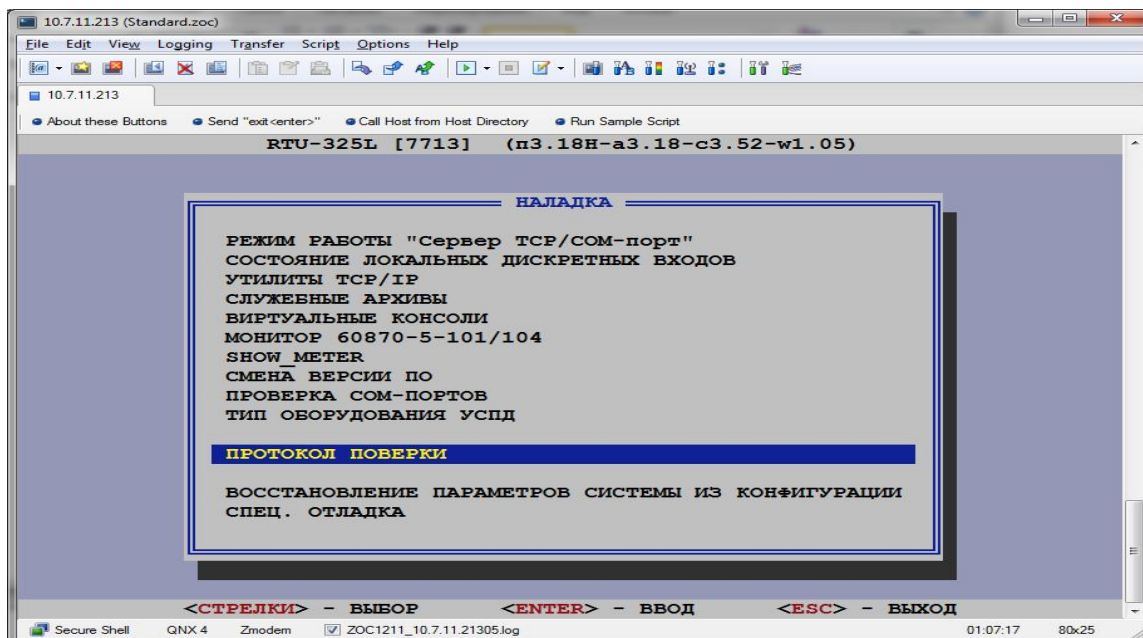 10.7.11.213 (Standard.zoc)
File Edit View Logging Transfer Script Options Help
10.7.11.213
About these Buttons Send "exit<enter>" Call Host from Host Directory Run Sample Script
RTU-325L [7713] (п3.18Н-а3.18-с3.52-w1.05)
НАЛАДКА
РЕЖИМ РАБОТЫ "Сервер TCP/COM-порт"
СОСТОЯНИЕ ЛОКАЛЬНЫХ ДИСКРЕТНЫХ ВХОДОВ
УТИЛИТЫ TCP/IP
СЛУЖЕБНЫЕ АРХИВЫ
ВИРТУАЛЬНЫЕ КОНСОЛИ
МОНИТОР 60870-5-101/104
SHOW_METER
СМЕНА ВЕРСИИ ПО
ПРОВЕРКА COM-ПОРТОВ
ТИП ОБОРУДОВАНИЯ УСПД
ПРОТОКОЛ ПОВЕРКИ
ВОССТАНОВЛЕНИЕ ПАРАМЕТРОВ СИСТЕМЫ ИЗ КОНФИГУРАЦИИ
СПЕЦ. ОТЛАДКА
<СТРЕЛКИ> - ВЫБОР <ENTER> - ВВОД <ESC> - ВЫХОД
Secure Shell QNX 4 Zmodem ZOC1211_10.7.11.21305.log 01:07:17 80x25